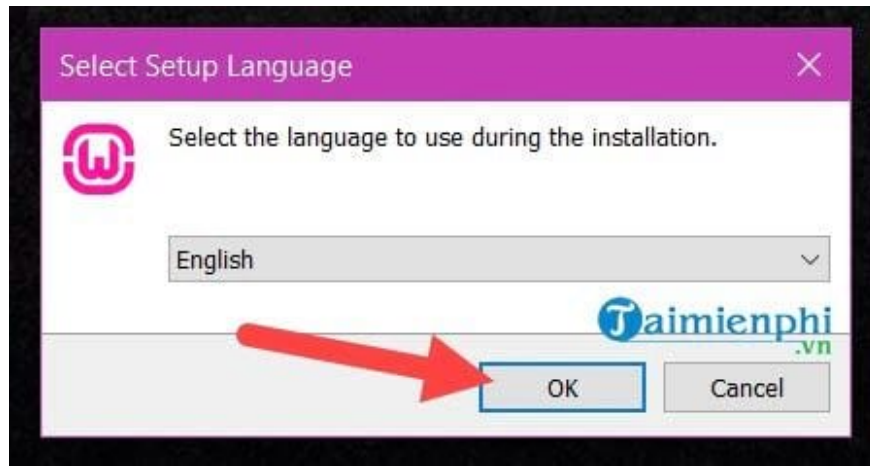 Select Setup Language
Select the language to use during the installation.
English
Taimienphi
.vn
OK
Cancel